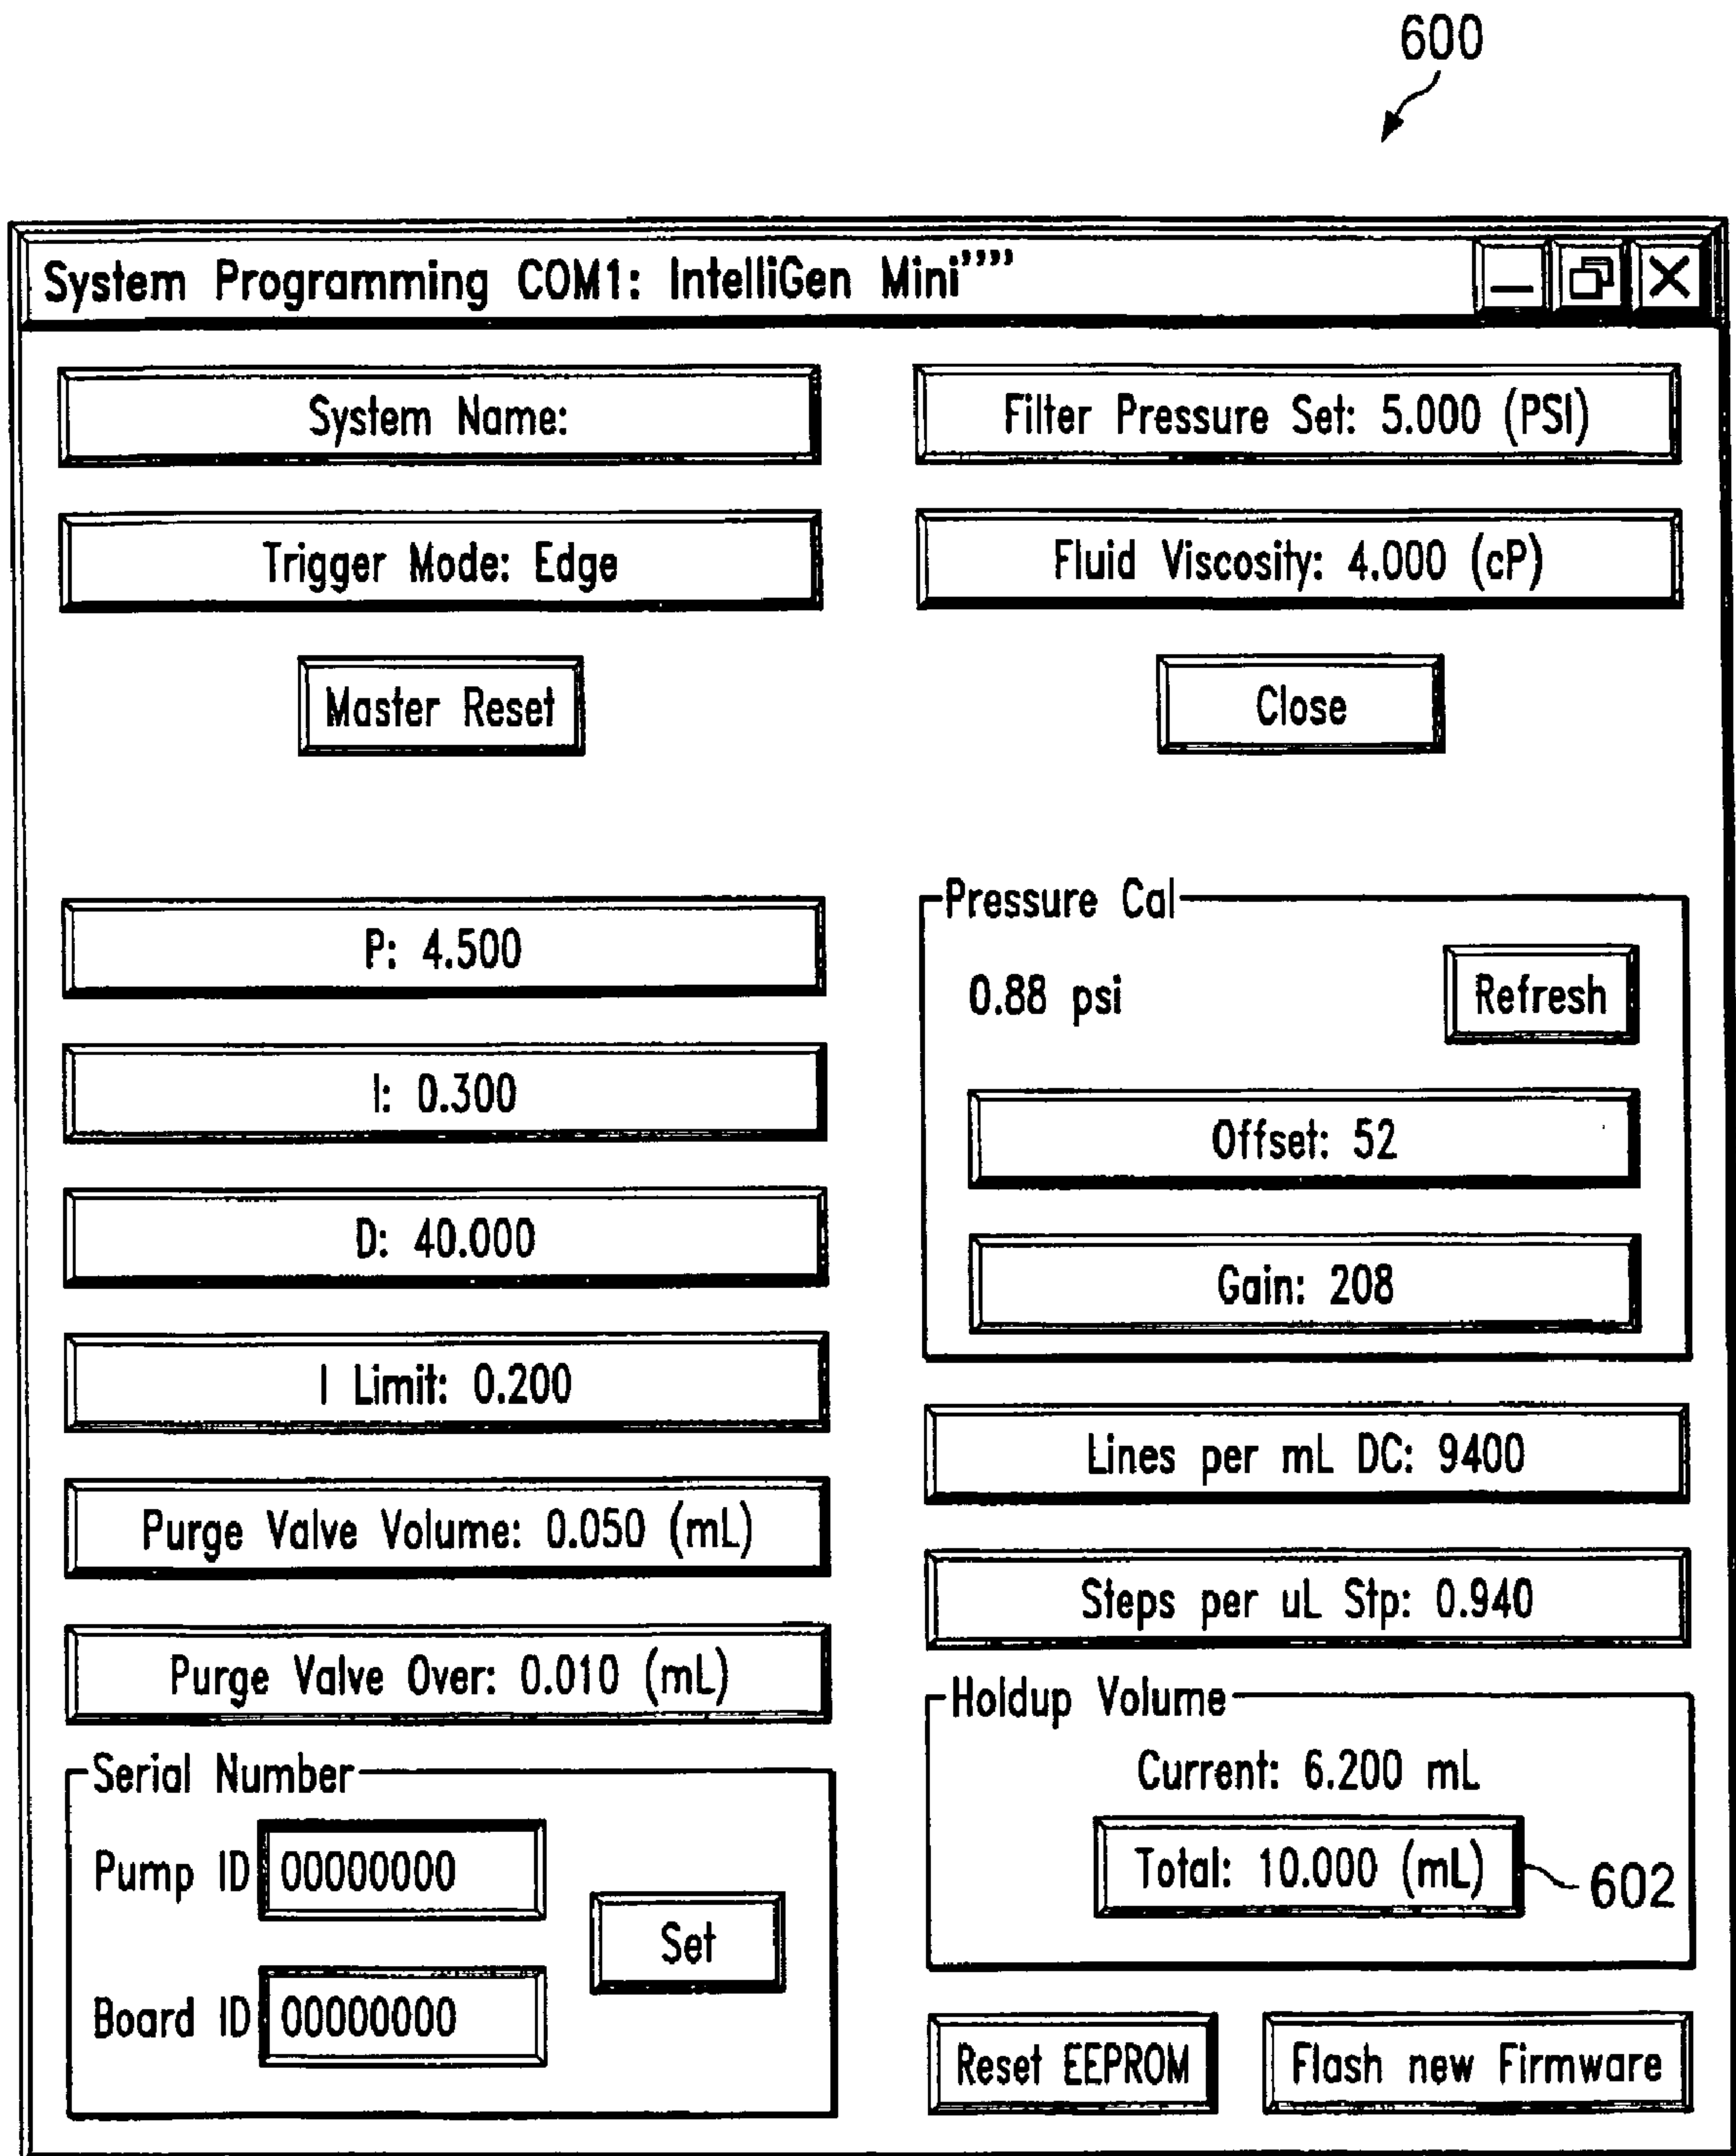 600
System Programming COM1: IntelliGen Mini''''
System Name:
Filter Pressure Set: 5.000 (PSI)
Trigger Mode: Edge
Fluid Viscosity: 4.000 (cP)
Master Reset
Close
P: 4.500
I: 0.300
D: 40.000
I Limit: 0.200
Purge Valve Volume: 0.050 (mL)
Purge Valve Over: 0.010 (mL)
Serial Number
Pump ID 00000000
Set
Board ID 00000000
Pressure Cal
0.88 psi
Refresh
Offset: 52
Gain: 208
Lines per mL DC: 9400
Steps per uL Stp: 0.940
Holdup Volume
Current: 6.200 mL
Total: 10.000 (mL)
602
Reset EEPROM
Flash new Firmware